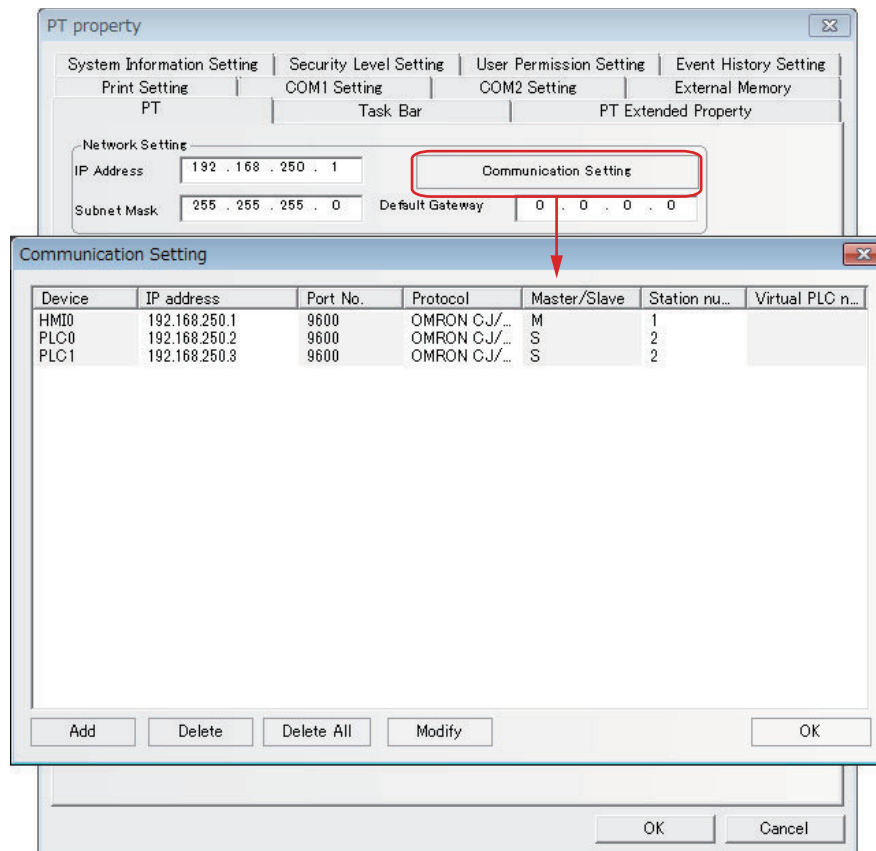 PT property
System Information Setting Security Level Setting User Permission Setting Event History Setting
Print Setting COM1 Setting COM2 Setting External Memory
PT Task Bar PT Extended Property
Network Setting
IP Address 192 . 168 . 250 . 1 Communication Setting
Subnet Mask 255 . 255 . 255 . 0 Default Gateway 0 . 0 . 0 . 0
Communication Setting
Device IP address Port No. Protocol Master/Slave Station nu... Virtual PLC n...
HMI0 192.168.250.1 9600 OMRON CJ/... M 1
PLC0 192.168.250.2 9600 OMRON CJ/... S 2
PLC1 192.168.250.3 9600 OMRON CJ/... S 2
Add Delete Delete All Modify OK
OK Cancel